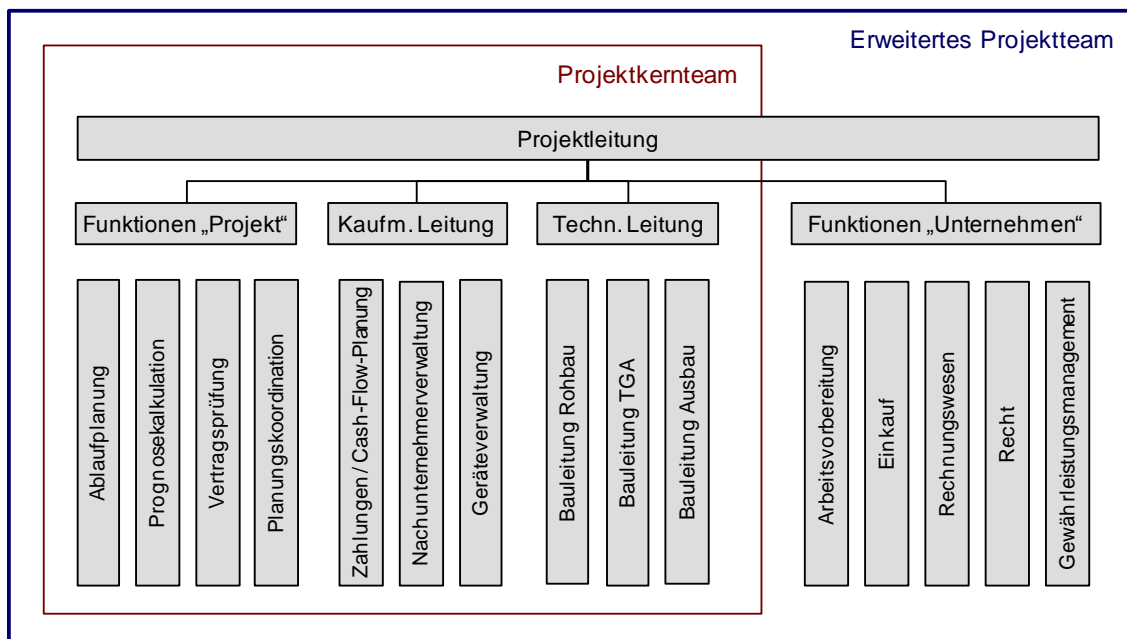 Erweitertes Projektteam
Projektkernteam
Projektleitung
Funktionen „Projekt“
Kaufm. Leitung
Techn. Leitung
Funktionen „Unternehmen“
Ablaufplanung
Prognosekalkulation
Vertragsprüfung
Planungskoordination
Zahlungen / Cash-Flow-Planung
Nachunternehmerverwaltung
Geräteverwaltung
Bauleitung Rohbau
Bauleitung TGA
Bauleitung Ausbau
Arbeitsvorbereitung
Einkauf
Rechnungswesen
Recht
Gewährleistungsmanagement